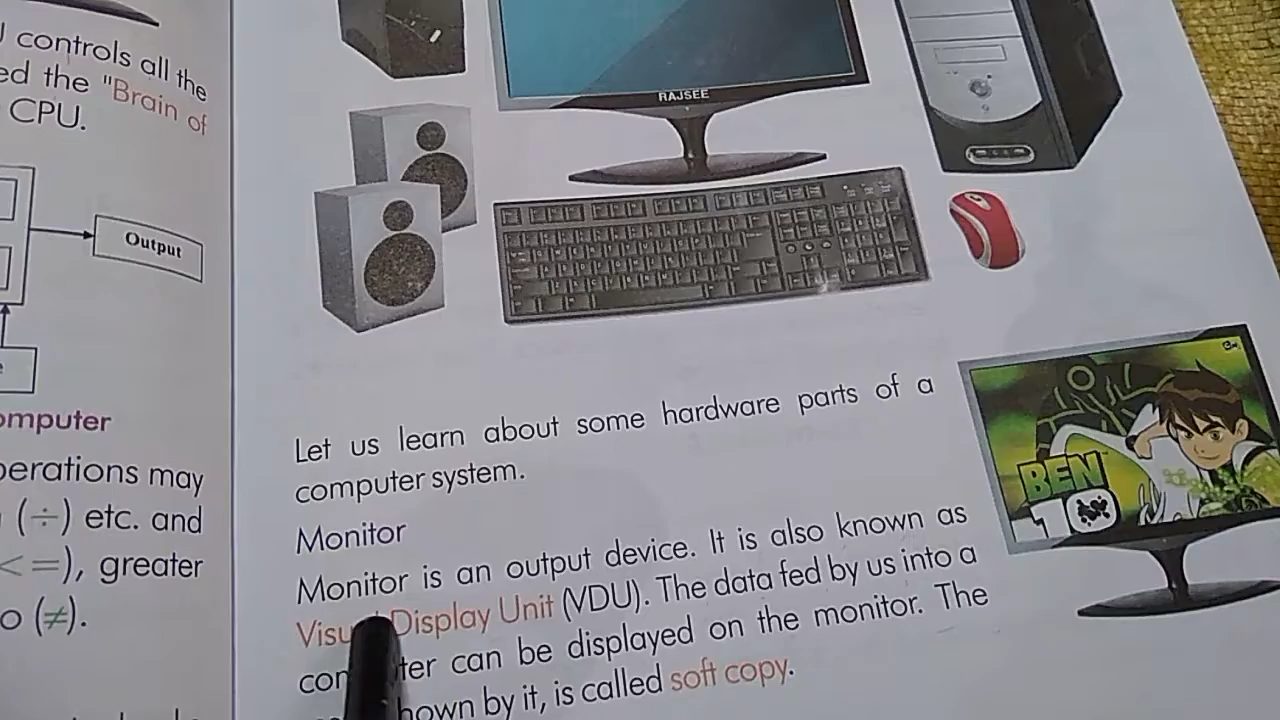 controls all the
ed the "Brain of
CPU.
Output
omputer
perations may
(÷) etc. and
<=), greater
o (≠).
RAJSEE
Let us learn about some hardware parts of a
computer system.
BEN
10
Monitor
Monitor is an output device. It is also known as
Display Unit (VDU). The data fed by us into a
can be displayed on the monitor. The
by it, is called soft copy.